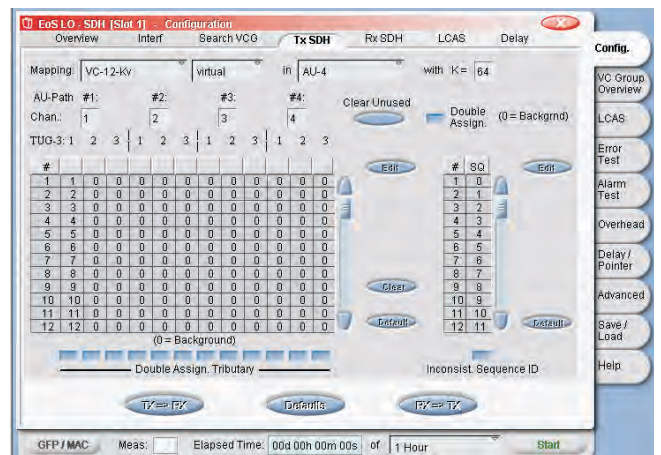 EoS LO - SDH [Slot 1] - Configuration
Overview Interf Search VCG Tx SDH Rx SDH LCAS Delay
Mapping: VC-12-Kv virtual in AU-4 with K = 64
AU-Path #1: #2: #3: #4: Clear Unused
Chan.: 1 2 3 4 Double Assign. (0 = Backgrnd)
TUG-3: 1 2 3 1 2 3 1 2 3 1 2 3
# Edit # SQ Edit
1 1 0 0 0 0 0 0 0 0 0 0 0 1 0
2 2 0 0 0 0 0 0 0 0 0 0 0 2 1
3 3 0 0 0 0 0 0 0 0 0 0 0 3 2
4 4 0 0 0 0 0 0 0 0 0 0 0 4 3
5 5 0 0 0 0 0 0 0 0 0 0 0 5 4
6 6 0 0 0 0 0 0 0 0 0 0 0 6 5
7 7 0 0 0 0 0 0 0 0 0 0 0 7 6
8 8 0 0 0 0 0 0 0 0 0 0 0 8 7
9 9 0 0 0 0 0 0 0 0 0 0 0 Clear 9 8
10 10 0 0 0 0 0 0 0 0 0 0 0 10 9
11 11 0 0 0 0 0 0 0 0 0 0 0 11 10
12 12 0 0 0 0 0 0 0 0 0 0 0 Default 12 11 Default
(0 = Background)
Double Assign. Tributary Inconsist. Sequence ID
TX=> RX Defaults RX=> TX
GFP / MAC Meas: Elapsed Time: 00d 00h 00m 00s of 1 Hour Start
Config.
VC Group
Overview
LCAS
Error
Test
Alarm
Test
Overhead
Delay /
Pointer
Advanced
Save /
Load
Help